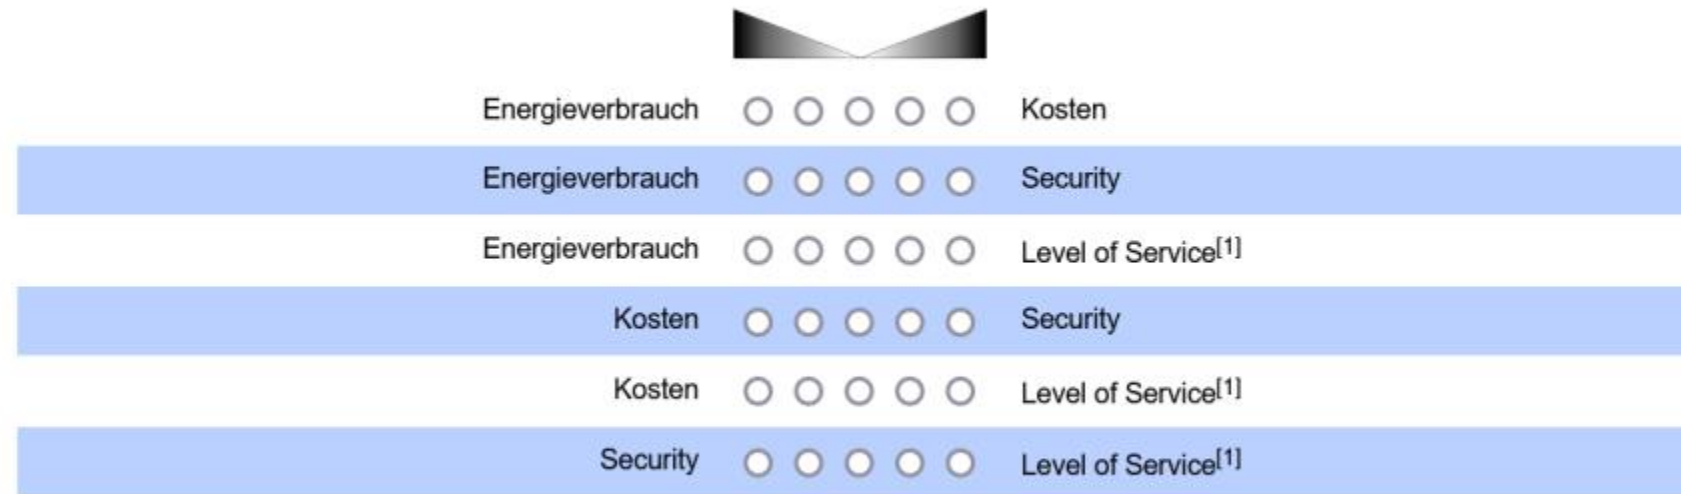 Energieverbrauch Kosten
Energieverbrauch Security
Energieverbrauch Level of Service[1]
Kosten Security
Kosten Level of Service[1]
Security Level of Service[1]